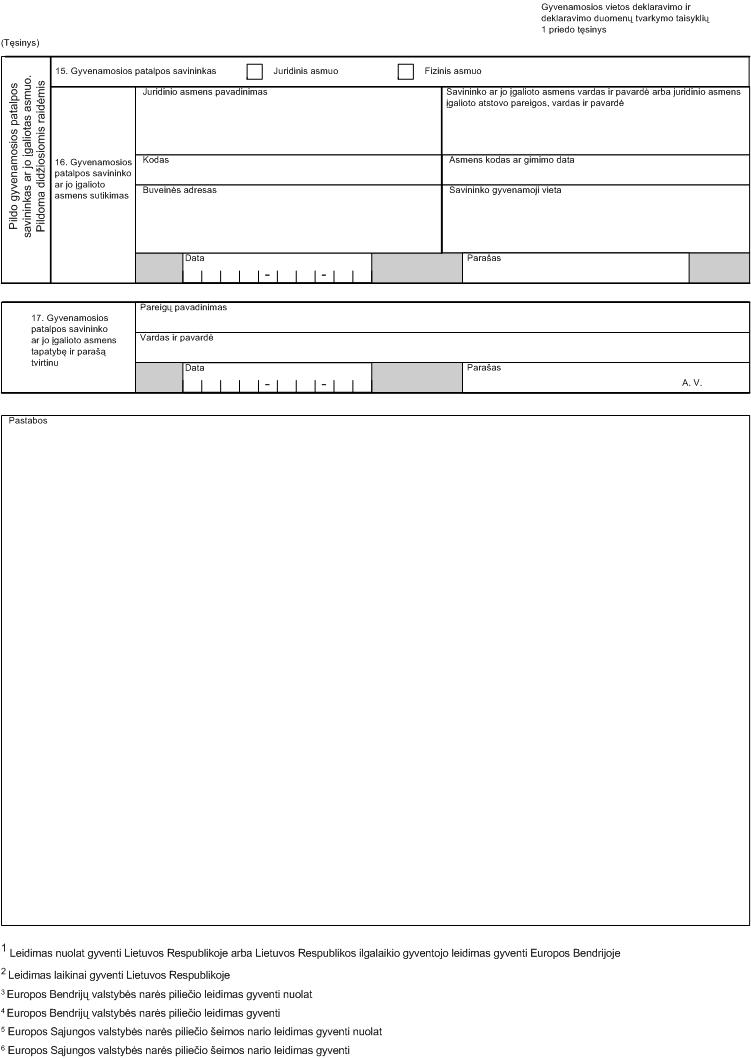 Gyvenamosios vietos deklaravimo ir
deklaravimo duomenų tvarkymo taisyklių
1 priedo tęsinys
(Tęsinys)
Pildo gyvenamosios patalpos
savininkas ar jo įgaliotas asmuo.
Pildoma didžiosiomis raidėmis
15. Gyvenamosios patalpos savininkas
Juridinis asmuo
Fizinis asmuo
16. Gyvenamosios
patalpos savininko
ar jo įgalioto
asmens sutikimas
Juridinio asmens pavadinimas
Savininko ar jo įgalioto asmens vardas ir pavardė arba juridinio asmens
įgalioto atstovo pareigos, vardas ir pavardė
Kodas
Asmens kodas ar gimimo data
Buveinės adresas
Savininko gyvenamoji vieta
Data
– –
Parašas
17. Gyvenamosios
patalpos savininko
ar jo įgalioto asmens
tapatybę ir parašą
tvirtinu
Pareigų pavadinimas
Vardas ir pavardė
Data
– –
Parašas
A. V.
Pastabos
1 Leidimas nuolat gyventi Lietuvos Respublikoje arba Lietuvos Respublikos ilgalaikio gyventojo leidimas gyventi Europos Bendrijoje
2 Leidimas laikinai gyventi Lietuvos Respublikoje
3 Europos Bendrijų valstybės narės piliečio leidimas gyventi nuolat
4 Europos Bendrijų valstybės narės piliečio leidimas gyventi
5 Europos Sąjungos valstybės narės piliečio šeimos nario leidimas gyventi nuolat
6 Europos Sąjungos valstybės narės piliečio šeimos nario leidimas gyventi